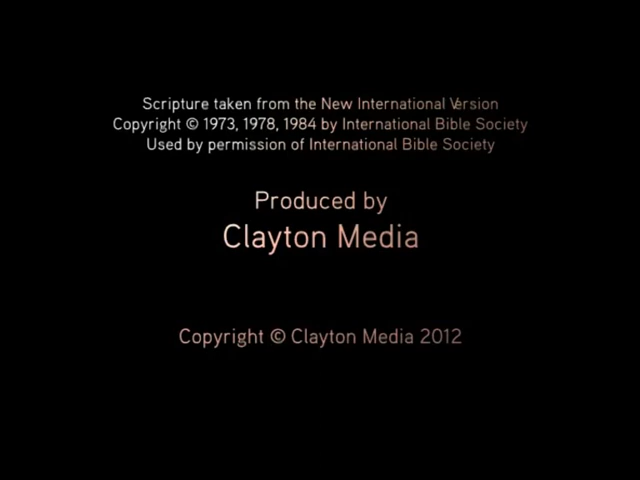 Scripture taken from the New International Version
Copyright © 1973, 1978, 1984 by International Bible Society
Used by permission of International Bible Society
Produced by
Clayton Media
Copyright © Clayton Media 2012